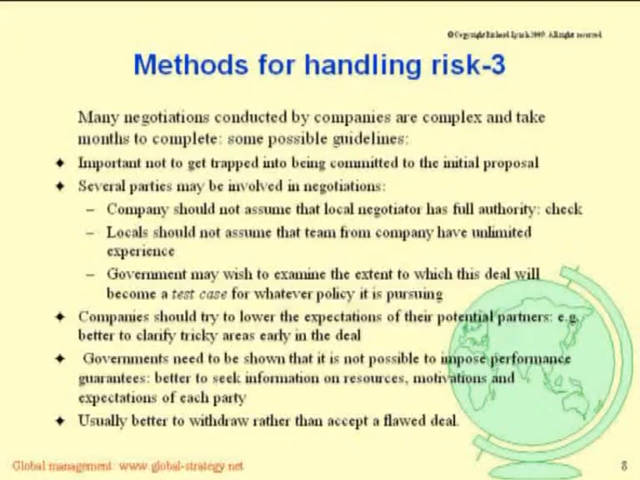 © Copyright Richard Lynch 2009. All right reserved.
Methods for handling risk-3
Many negotiations conducted by companies are complex and take
months to complete: some possible guidelines:
✦ Important not to get trapped into being committed to the initial proposal
✦ Several parties may be involved in negotiations:
– Company should not assume that local negotiator has full authority: check
– Locals should not assume that team from company have unlimited
experience
– Government may wish to examine the extent to which this deal will
become a test case for whatever policy it is pursuing
✦ Companies should try to lower the expectations of their potential partners: e.g.
better to clarify tricky areas early in the deal
✦ Governments need to be shown that it is not possible to impose performance
guarantees: better to seek information on resources, motivations and
expectations of each party
✦ Usually better to withdraw rather than accept a flawed deal.
Global management: www.global-strategy.net
8